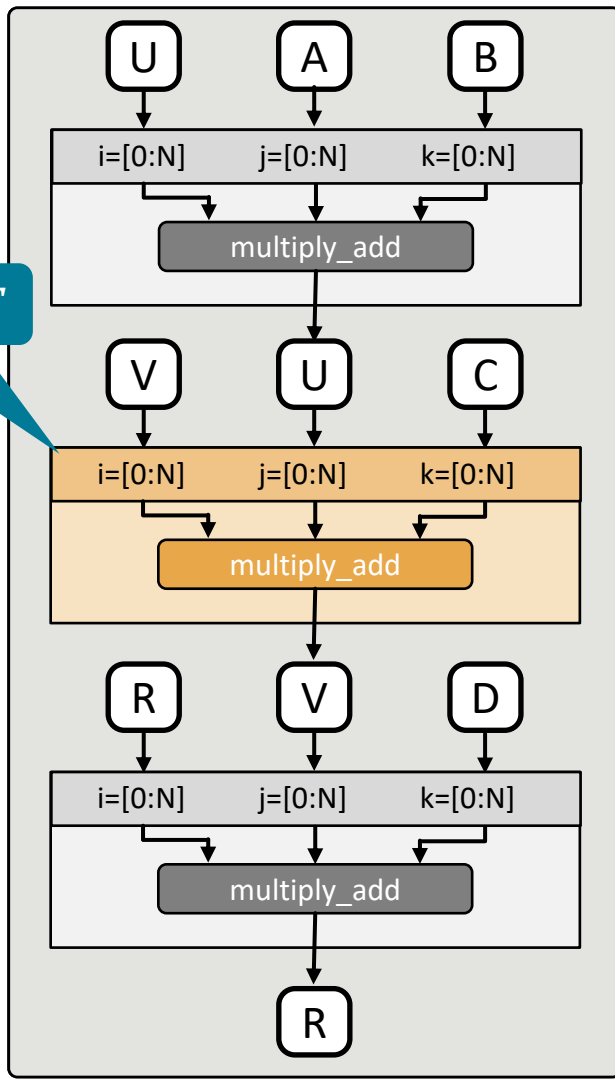 U A B
i=[0:N] j=[0:N] k=[0:N]
multiply_add
V U C
i=[0:N] j=[0:N] k=[0:N]
multiply_add
R V D
i=[0:N] j=[0:N] k=[0:N]
multiply_add
R